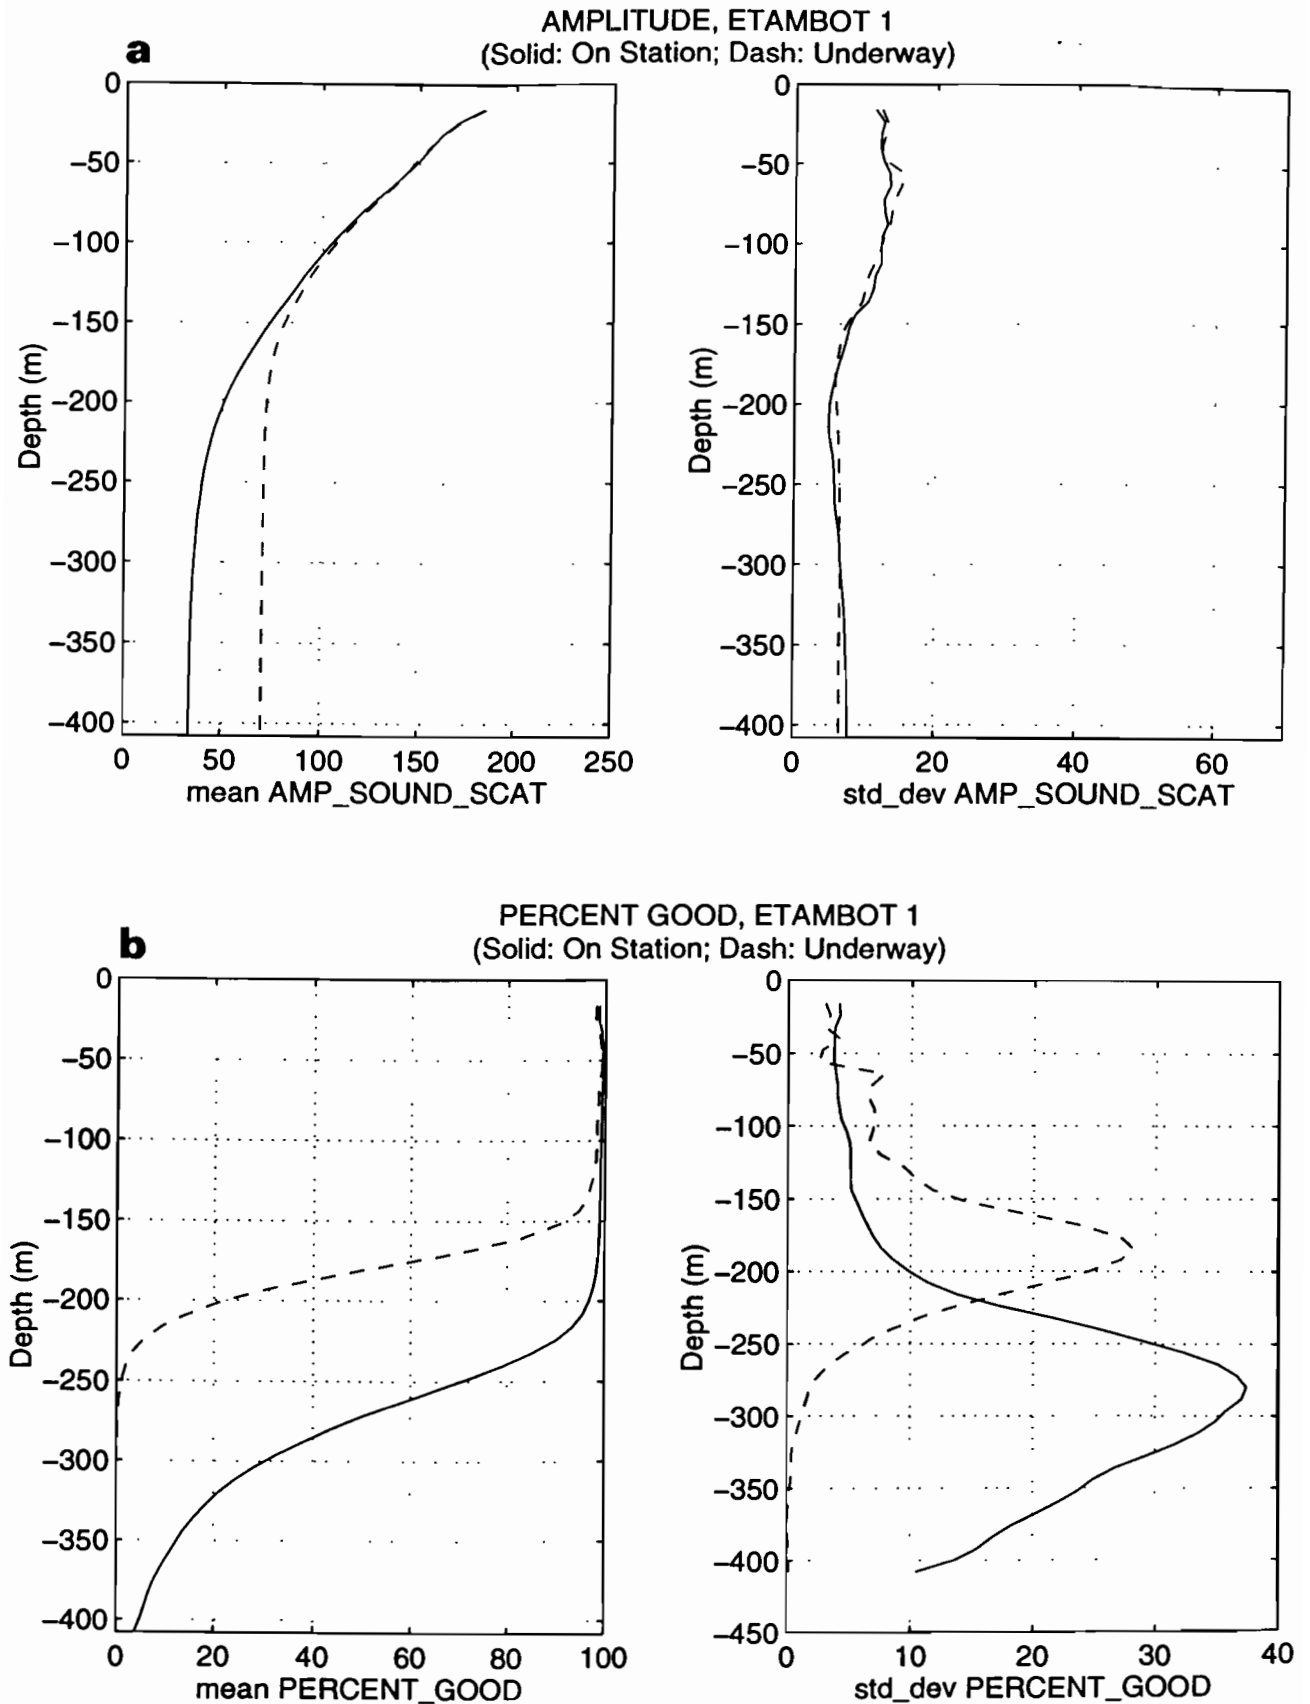 a
AMPLITUDE, ETAMBOT 1
(Solid: On Station; Dash: Underway)
0
−50
−100
−150
−200
−250
−300
−350
−400
Depth (m)
0 50 100 150 200 250
mean AMP_SOUND_SCAT
0
−50
−100
−150
−200
−250
−300
−350
−400
Depth (m)
0 20 40 60
std_dev AMP_SOUND_SCAT
b
PERCENT GOOD, ETAMBOT 1
(Solid: On Station; Dash: Underway)
0
−50
−100
−150
−200
−250
−300
−350
−400
Depth (m)
0 20 40 60 80 100
mean PERCENT_GOOD
0
−50
−100
−150
−200
−250
−300
−350
−400
−450
Depth (m)
0 10 20 30 40
std_dev PERCENT_GOOD